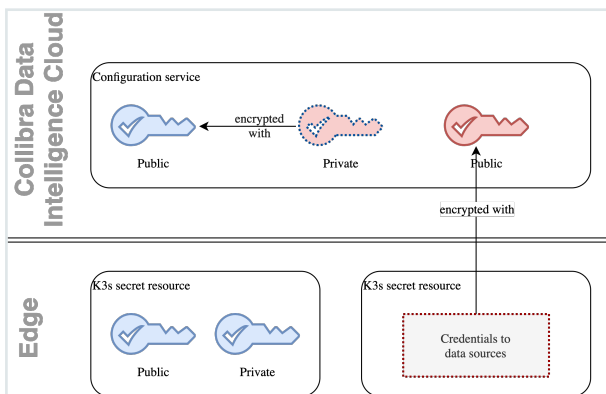 Collibra Data
Intelligence Cloud
Configuration service
encrypted
with
Public
Private
Public
encrypted with
Edge
K3s secret resource
K3s secret resource
Credentials to
data sources
Public
Private